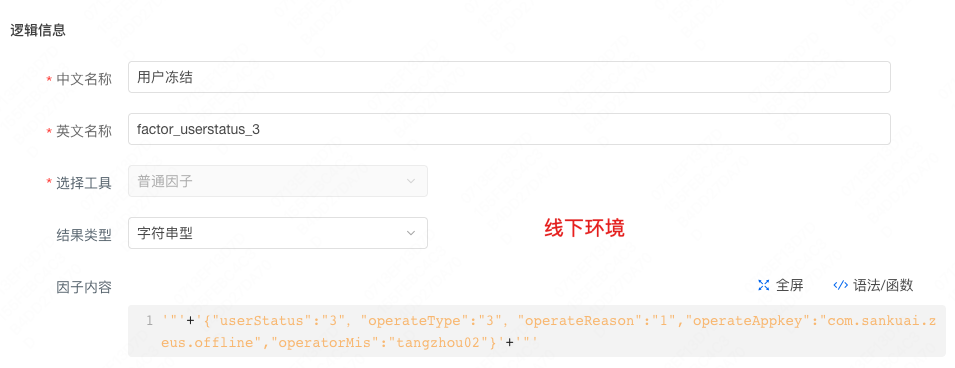 逻辑信息
* 中文名称 用户冻结
* 英文名称 factor_userstatus_3
* 选择工具 普通因子
结果类型 字符串型
线下环境
因子内容 全屏 </> 语法/函数
1 '"'+'{"userStatus":"3", "operateType":"3", "operateReason":"1","operateAppkey":"com.sankuai.z
eus.offline","operatorMis":"tangzhou02"}'+'"'